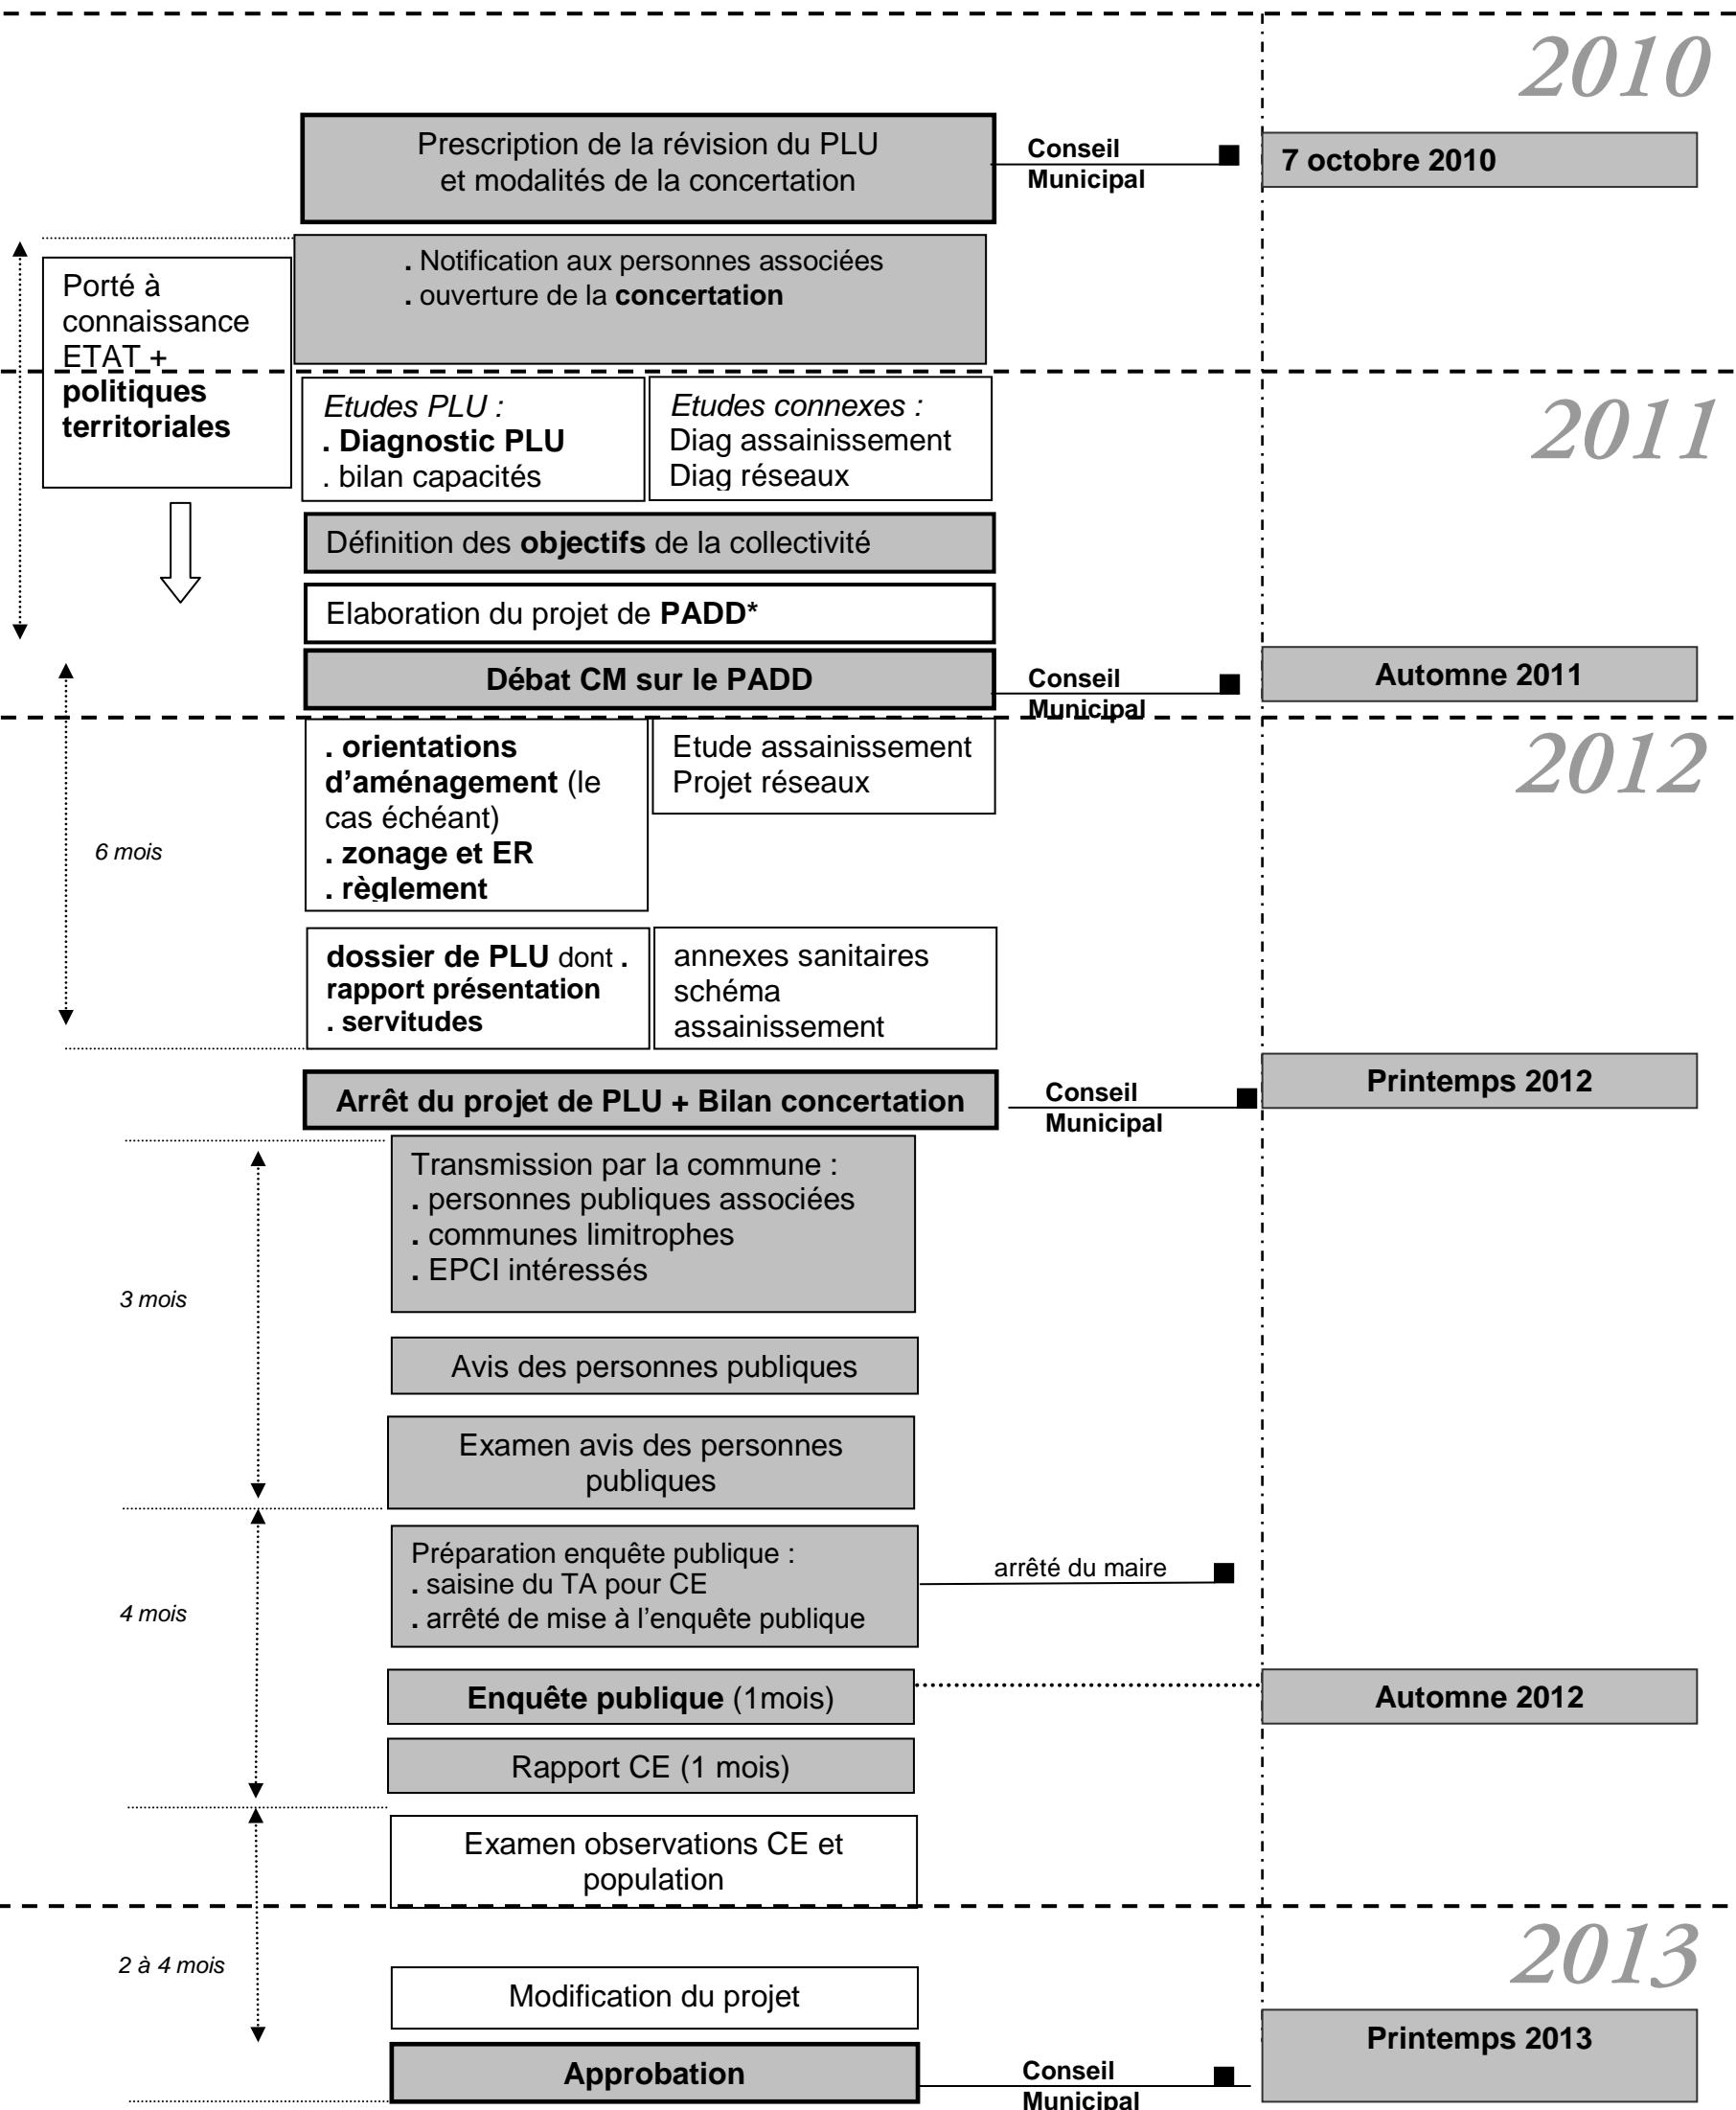 2010
Prescription de la révision du PLU
et modalités de la concertation
Conseil
Municipal
7 octobre 2010
. Notification aux personnes associées
. ouverture de la concertation
Porté à
connaissance
ETAT +
politiques
territoriales
2011
Etudes PLU :
. Diagnostic PLU
. bilan capacités
Etudes connexes :
Diag assainissement
Diag réseaux
Définition des objectifs de la collectivité
Elaboration du projet de PADD*
Débat CM sur le PADD
Conseil
Municipal
Automne 2011
2012
. orientations
d’aménagement (le
cas échéant)
. zonage et ER
. règlement
Etude assainissement
Projet réseaux
6 mois
dossier de PLU dont .
rapport présentation
. servitudes
annexes sanitaires
schéma
assainissement
Arrêt du projet de PLU + Bilan concertation
Conseil
Municipal
Printemps 2012
Transmission par la commune :
. personnes publiques associées
. communes limitrophes
. EPCI intéressés
3 mois
Avis des personnes publiques
Examen avis des personnes
publiques
Préparation enquête publique :
. saisine du TA pour CE
. arrêté de mise à l’enquête publique
arrêté du maire
4 mois
Enquête publique (1mois)
Automne 2012
Rapport CE (1 mois)
Examen observations CE et
population
2013
2 à 4 mois
Modification du projet
Approbation
Conseil
Municipal
Printemps 2013